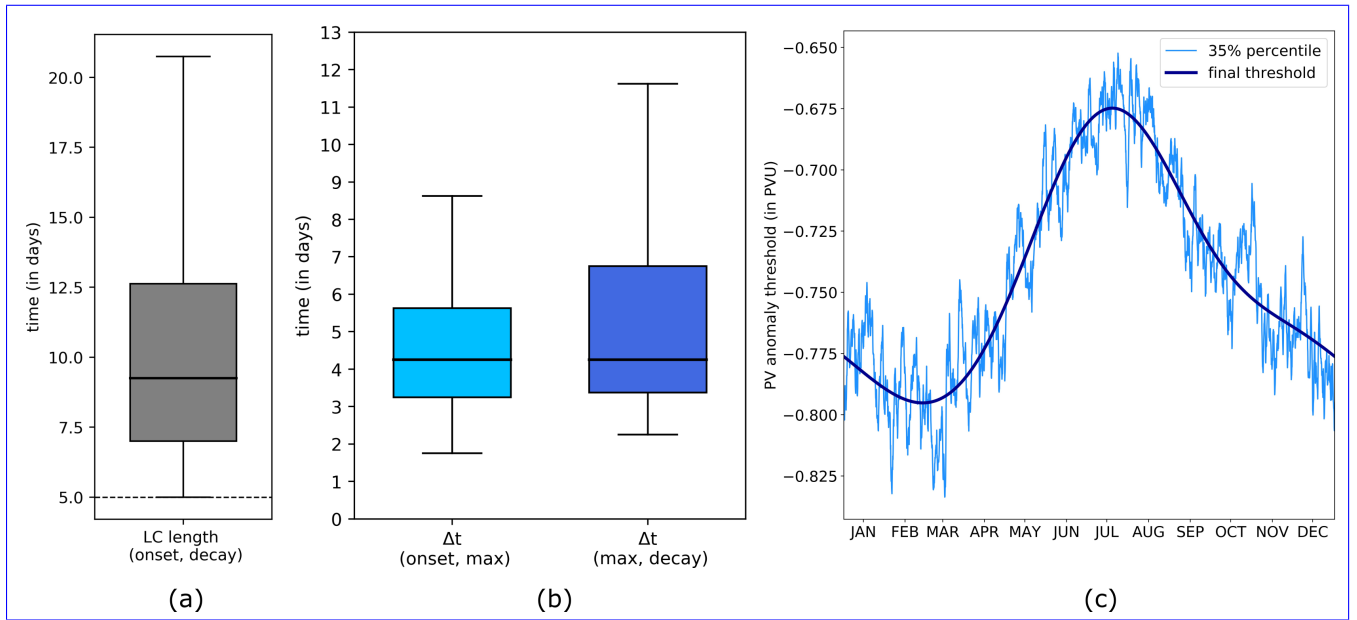 time (in days)
20.0
17.5
15.0
12.5
10.0
7.5
5.0
LC length
(onset, decay)
(a)
time (in days)
13
12
11
10
9
8
7
6
5
4
3
2
1
0
Δt
(onset, max)
Δt
(max, decay)
(b)
PV anomaly threshold (in PVU)
−0.650
−0.675
−0.700
−0.725
−0.750
−0.775
−0.800
−0.825
35% percentile
final threshold
JAN FEB MAR APR MAY JUN JUL AUG SEP OCT NOV DEC
(c)